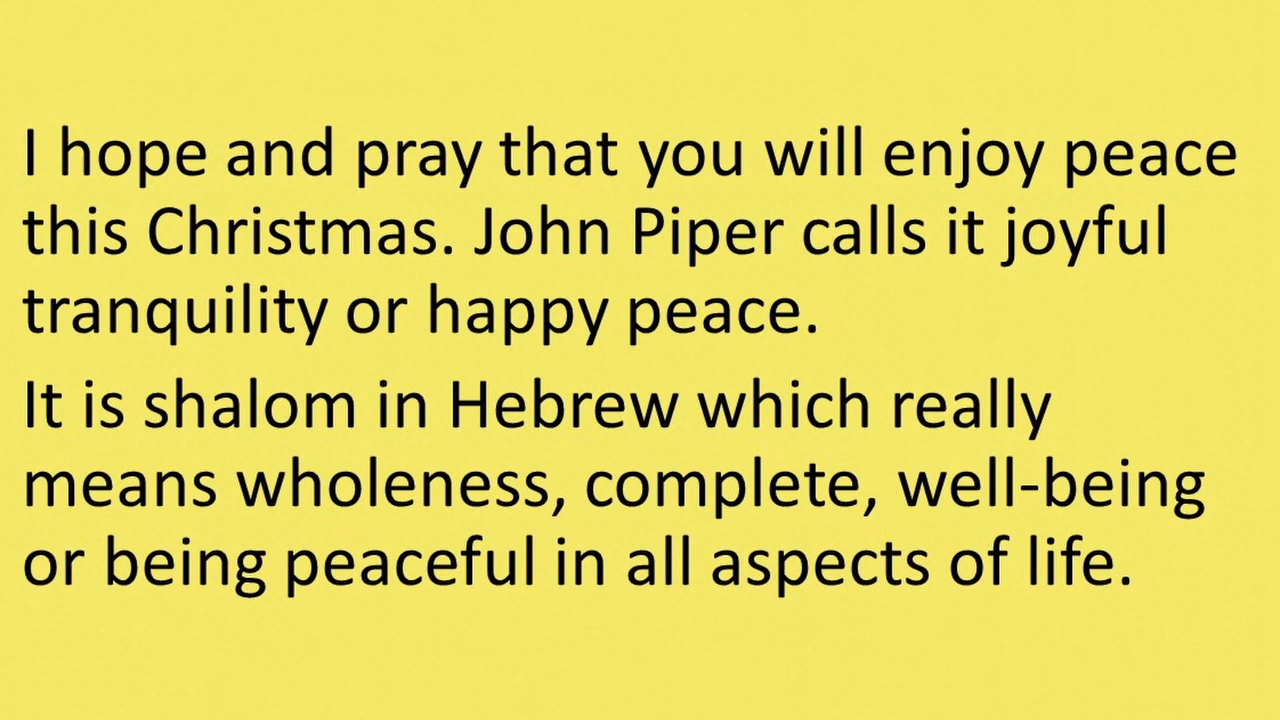 I hope and pray that you will enjoy peace
this Christmas. John Piper calls it joyful
tranquility or happy peace.
It is shalom in Hebrew which really
means wholeness, complete, well-being
or being peaceful in all aspects of life.